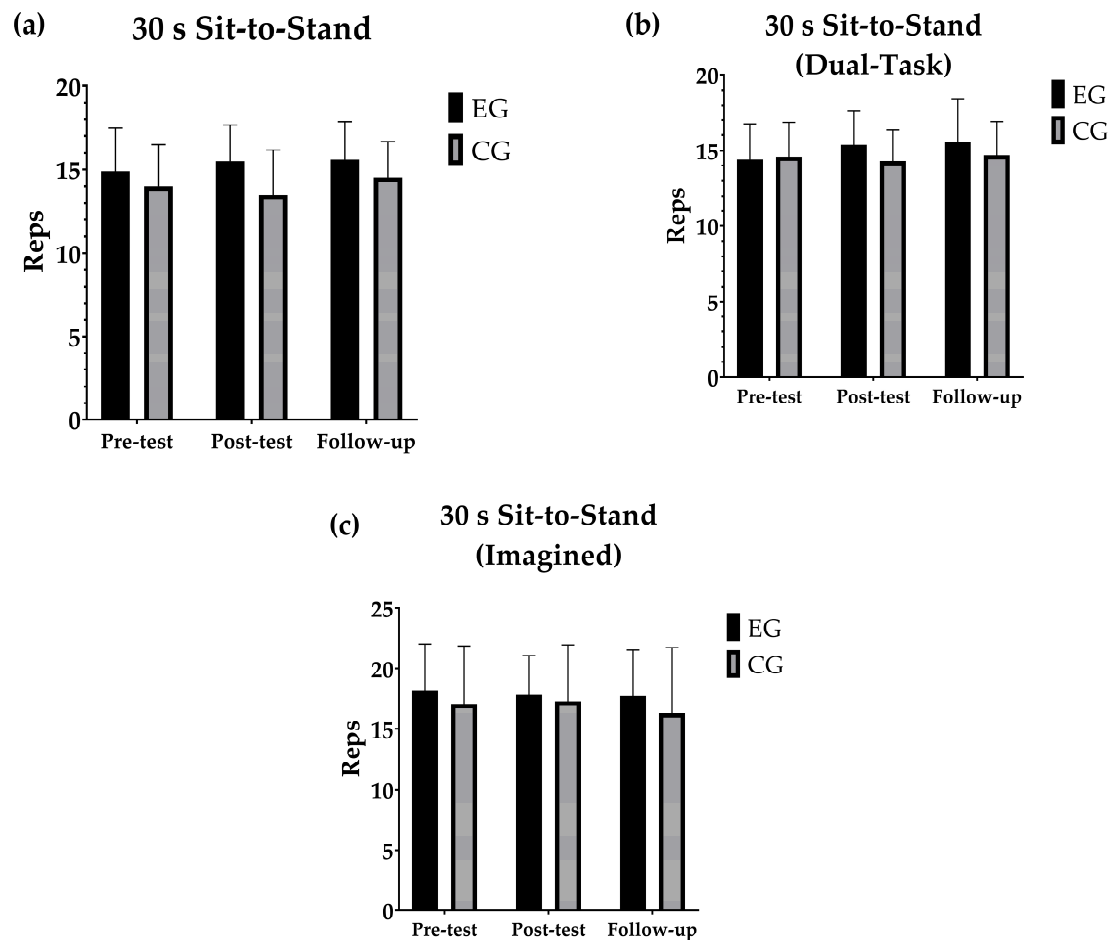 (a)
30 s Sit-to-Stand
EG
CG
Reps
20
15
10
5
0
Pre-test Post-test Follow-up
(b)
30 s Sit-to-Stand
(Dual-Task)
EG
CG
Reps
20
15
10
5
0
Pre-test Post-test Follow-up
(c)
30 s Sit-to-Stand
(Imagined)
EG
CG
Reps
25
20
15
10
5
0
Pre-test Post-test Follow-up